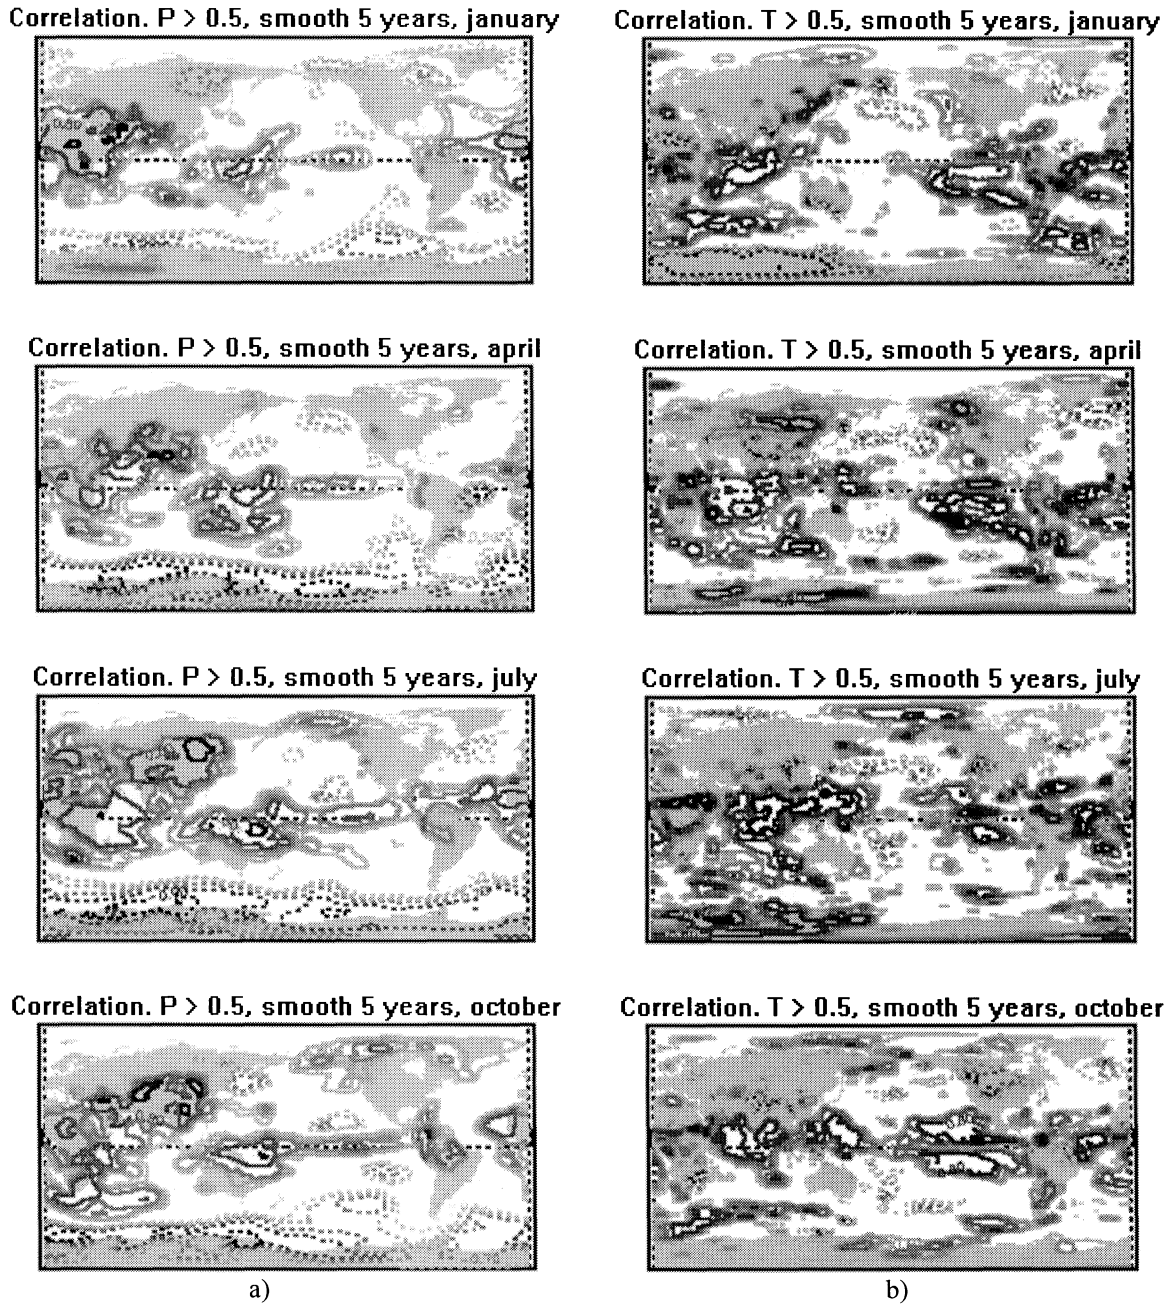 Correlation. P > 0.5, smooth 5 years, january
Correlation. T > 0.5, smooth 5 years, january
Correlation. P > 0.5, smooth 5 years, april
Correlation. T > 0.5, smooth 5 years, april
Correlation. P > 0.5, smooth 5 years, july
Correlation. T > 0.5, smooth 5 years, july
Correlation. P > 0.5, smooth 5 years, october
Correlation. T > 0.5, smooth 5 years, october
a)
b)